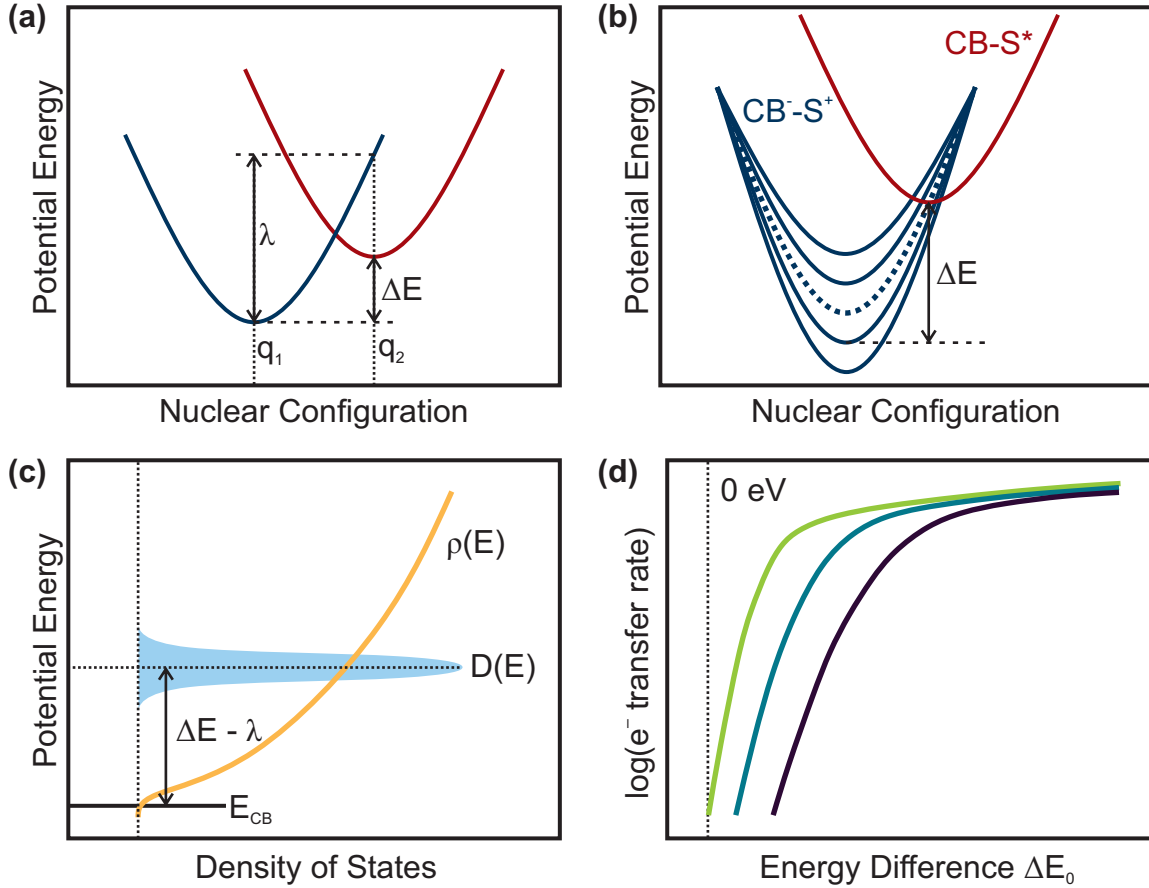 (a)
Potential Energy
λ
ΔE
q₁
q₂
Nuclear Configuration
(b)
Potential Energy
CB-S*
CB⁻-S⁺
ΔE
Nuclear Configuration
(c)
Potential Energy
ρ(E)
D(E)
ΔE - λ
E_CB
Density of States
(d)
log(e⁻ transfer rate)
0 eV
Energy Difference ΔE₀